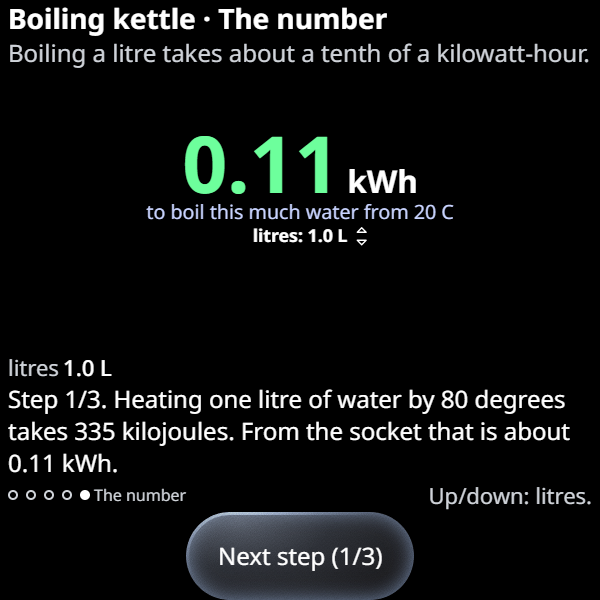 Boiling kettle · The number
Boiling a litre takes about a tenth of a kilowatt-hour.
0.11 kWh
to boil this much water from 20 C
litres: 1.0 L
litres 1.0 L
Step 1/3. Heating one litre of water by 80 degrees
takes 335 kilojoules. From the socket that is about
0.11 kWh.
The number
Up/down: litres.
Next step (1/3)